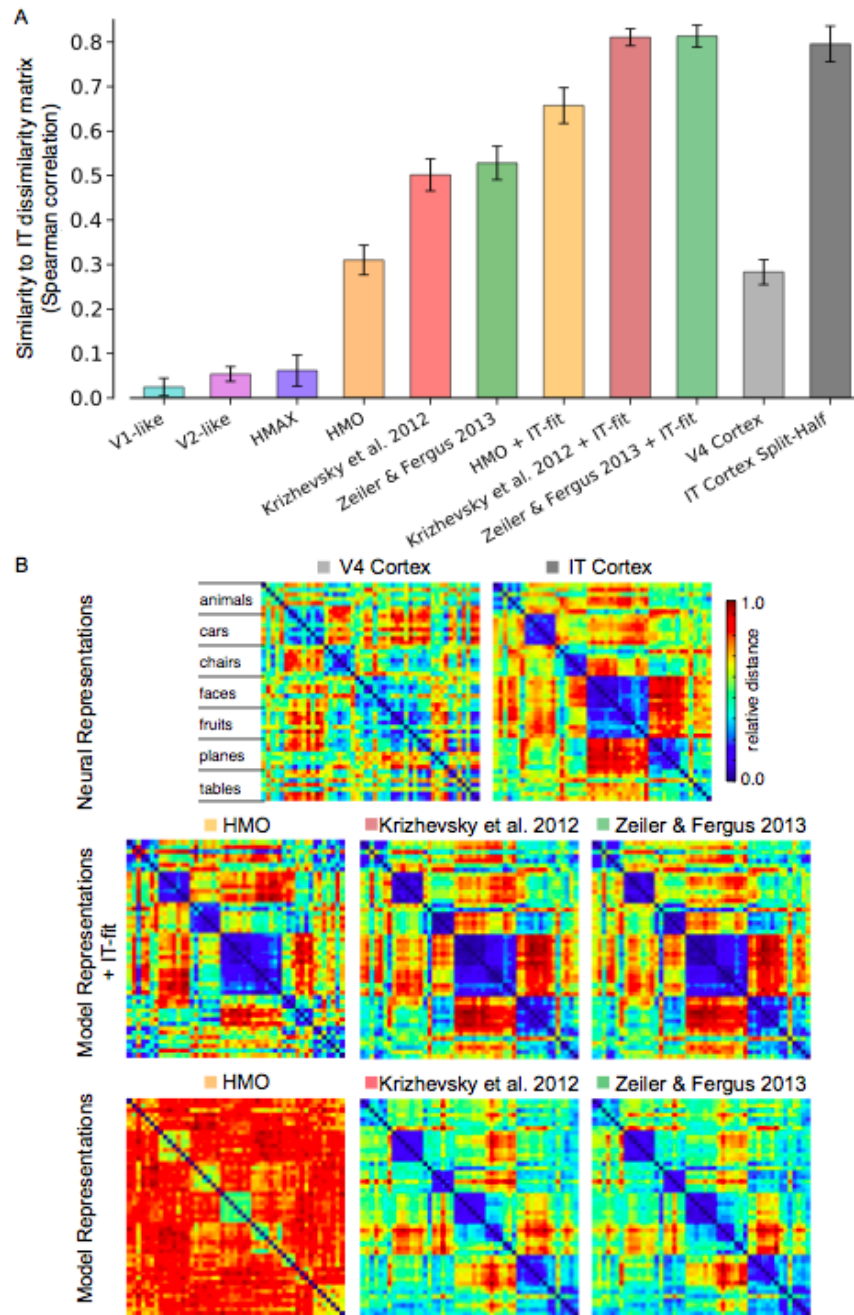 A
Similarity to IT dissimilarity matrix
(Spearman correlation)
0.8
0.7
0.6
0.5
0.4
0.3
0.2
0.1
0.0
V1-like
V2-like
HMAX
HMO
Krizhevsky et al. 2012
Zeiler & Fergus 2013
HMO + IT-fit
Krizhevsky et al. 2012 + IT-fit
Zeiler & Fergus 2013 + IT-fit
V4 Cortex
IT Cortex Split-Half
B
V4 Cortex
IT Cortex
Neural Representations
animals
cars
chairs
faces
fruits
planes
tables
1.0
relative distance
0.0
HMO
Krizhevsky et al. 2012
Zeiler & Fergus 2013
Model Representations
+ IT-fit
HMO
Krizhevsky et al. 2012
Zeiler & Fergus 2013
Model Representations